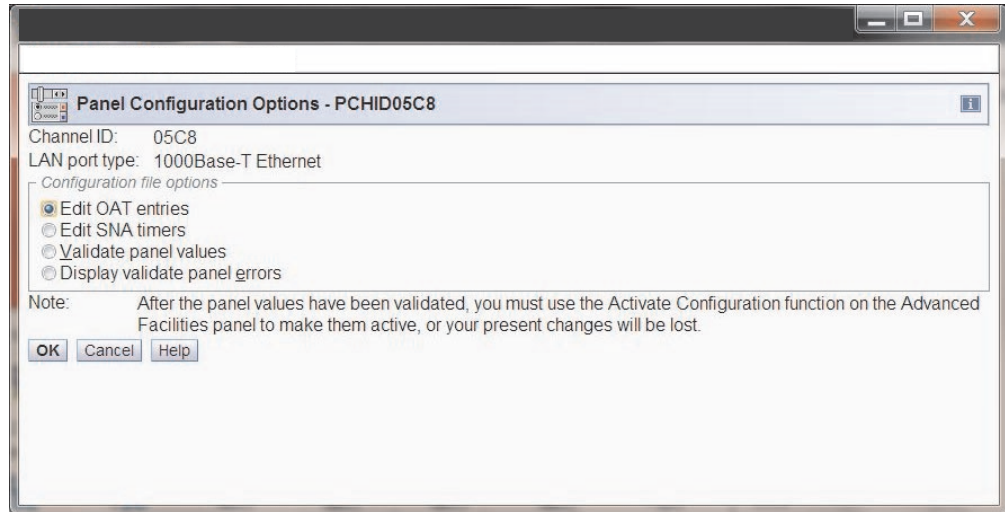 Panel Configuration Options - PCHID05C8
i
Channel ID: 05C8
LAN port type: 1000Base-T Ethernet
Configuration file options
Edit OAT entries
Edit SNA timers
Validate panel values
Display validate panel errors
Note: After the panel values have been validated, you must use the Activate Configuration function on the Advanced
Facilities panel to make them active, or your present changes will be lost.
OK Cancel Help